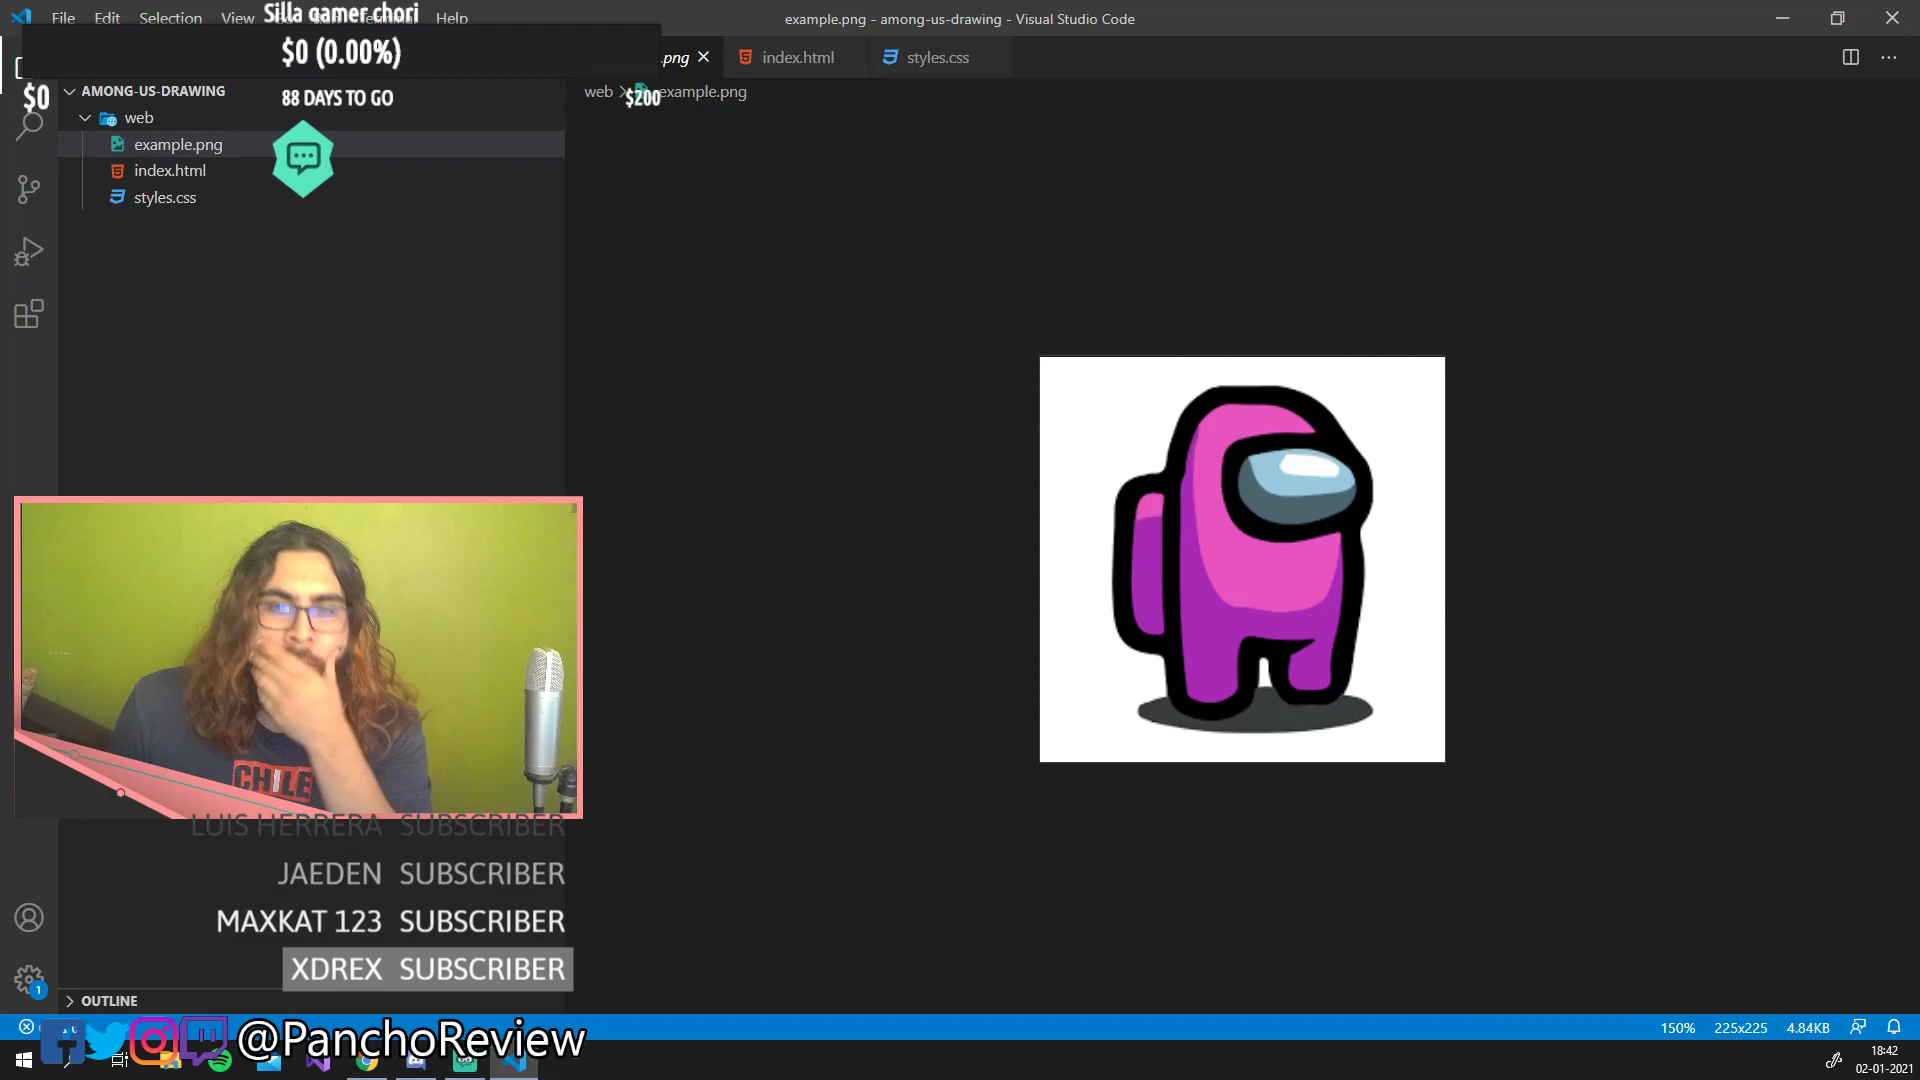 File Edit Selection View Help
Silla gamer chori
example.png - among-us-drawing - Visual Studio Code
$0 (0.00%)
.png
index.html
styles.css
$0
AMONG-US-DRAWING
88 DAYS TO GO
web
$200
example.png
web
example.png
index.html
styles.css
CHILE
LUIS HERRERA SUBSCRIBER
JAEDEN SUBSCRIBER
MAXKAT 123 SUBSCRIBER
XDREX SUBSCRIBER
1
OUTLINE
@PanchoReview
150%
225x225
4.84KB
18:42
02-01-2021